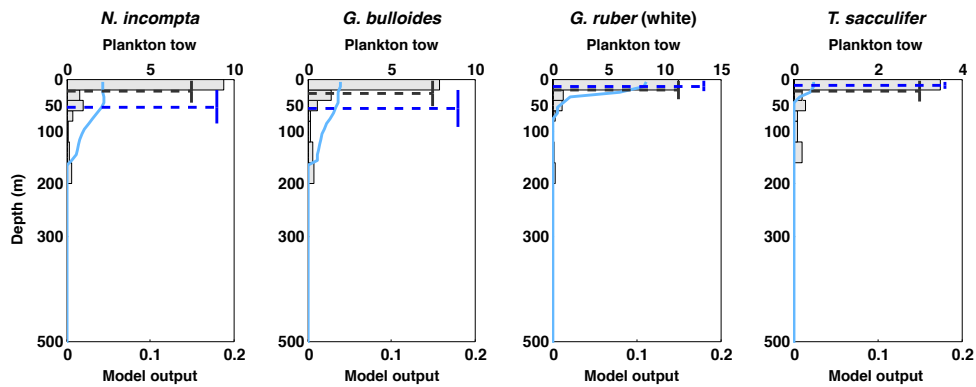 N. incompta G. bulloides G. ruber (white) T. sacculifer
Plankton tow Plankton tow Plankton tow Plankton tow
0 5 10 0 5 10 0 5 10 15 0 2 4
0 0 0 0
50 50 50 50
100 100 100 100
200 200 200 200
300 300 300 300
500 500 500 500
Depth (m)
0 0.1 0.2 0 0.1 0.2 0 0.1 0.2 0 0.1 0.2
Model output Model output Model output Model output